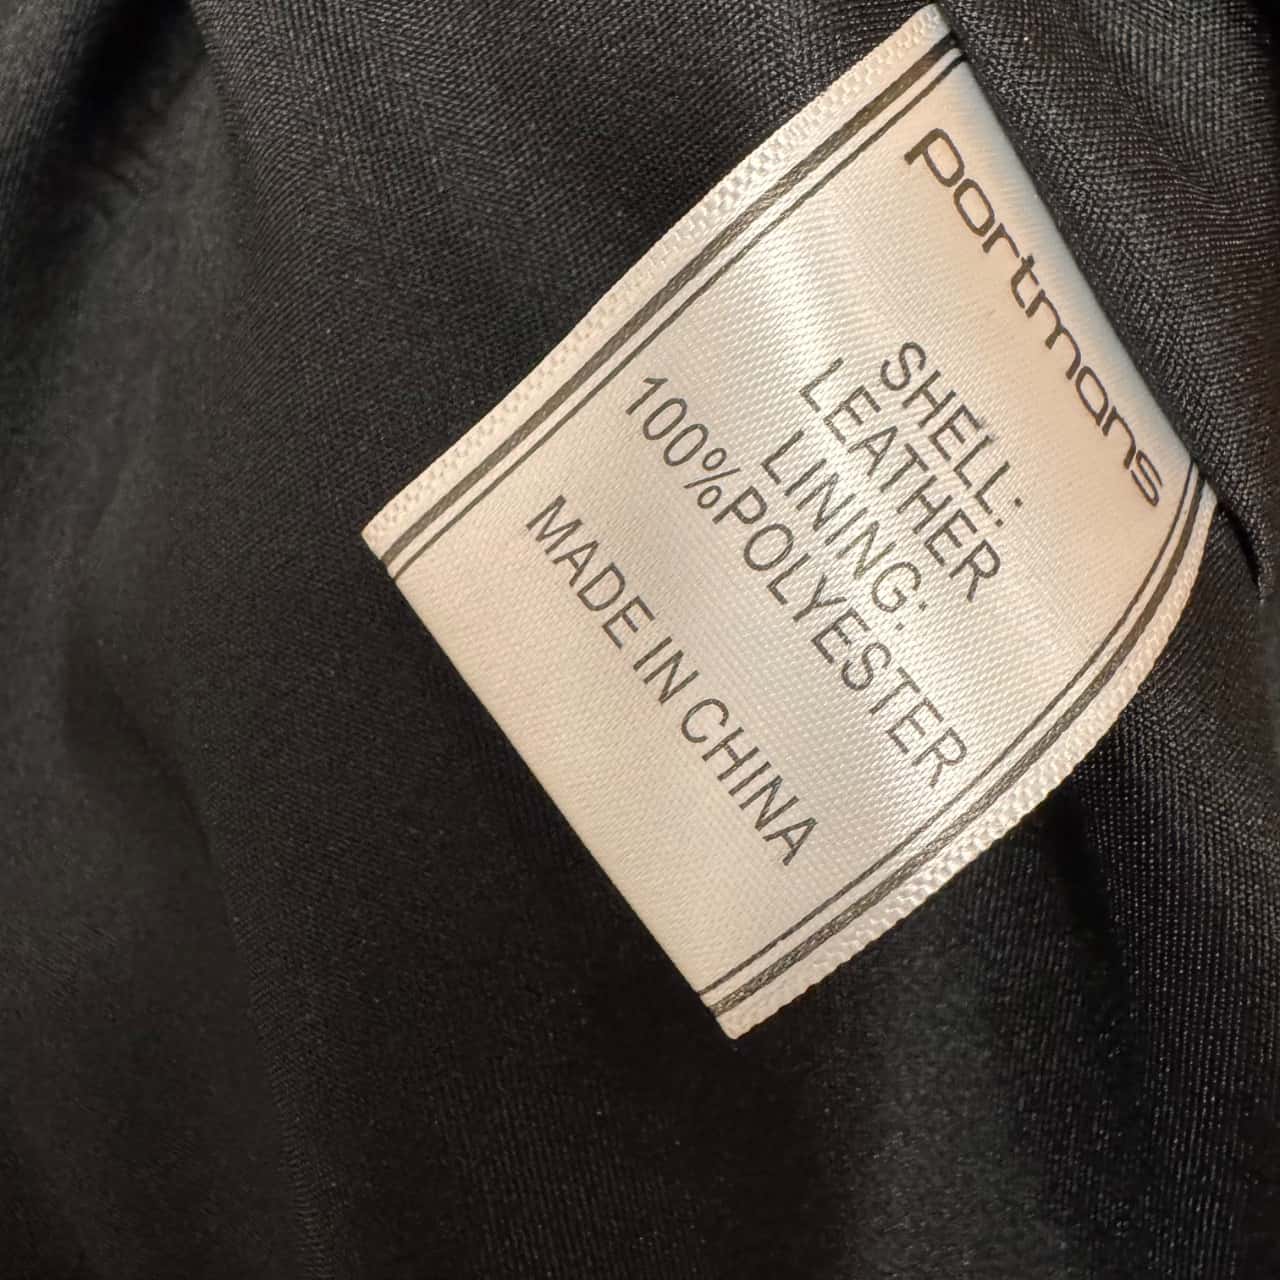 portmans
SHELL:
LEATHER
LINING:
100%POLYESTER
MADE IN CHINA